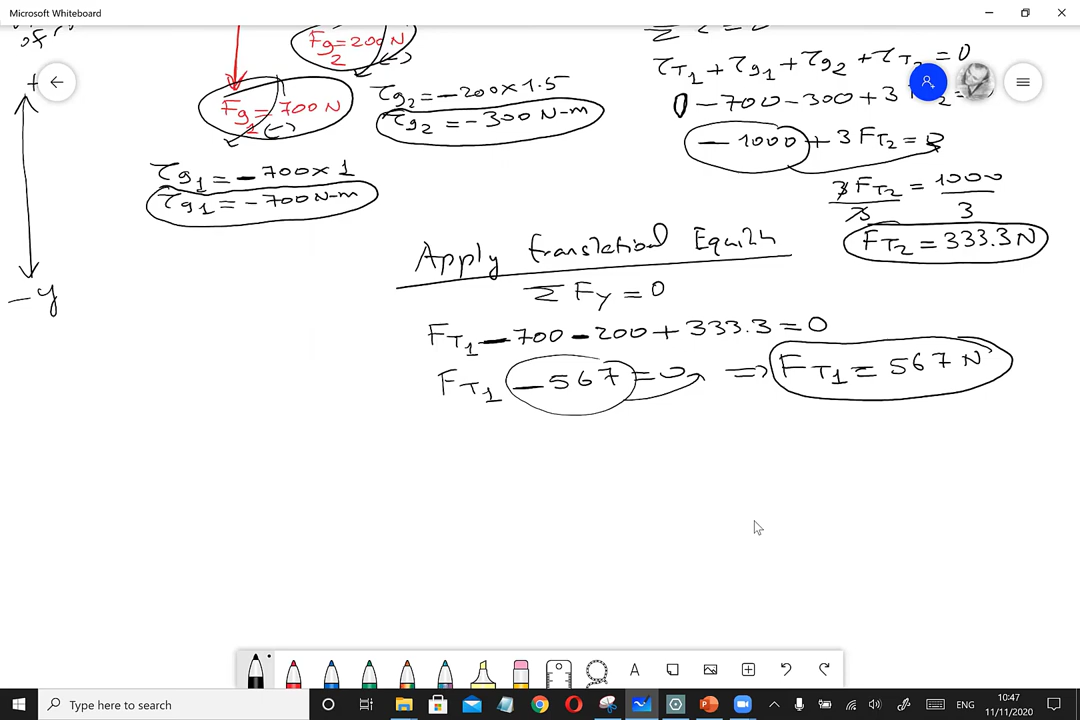 Microsoft Whiteboard
of r
+
Fg2 = 200 N
(-)
Fg1 = 700 N
(-)
τg2 = -200 × 1.5
τg2 = -300 N-m
τg1 = -700 × 1
τg1 = -700 N-m
-y
τT1 + τg1 + τg2 + τT2 = 0
0 - 700 - 300 + 3 FT2 =
-1000 + 3 FT2 = 0
3FT2 = 1000
3 3
FT2 = 333.3 N
Apply translational Equilib
Σ Fy = 0
FT1 - 700 - 200 + 333.3 = 0
FT1 - 567 = 0 ⇒ FT1 = 567 N
A
Type here to search
ENG
10:47
11/11/2020